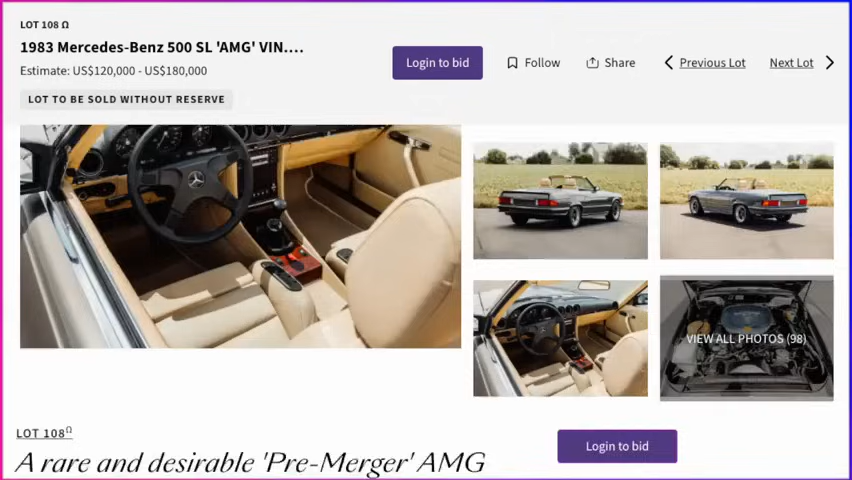 LOT 108 Ω
1983 Mercedes-Benz 500 SL 'AMG' VIN....
Estimate: US$120,000 - US$180,000
LOT TO BE SOLD WITHOUT RESERVE
Login to bid
Follow
Share
Previous Lot
Next Lot
VIEW ALL PHOTOS (98)
LOT 108Ω
A rare and desirable 'Pre-Merger' AMG
Login to bid